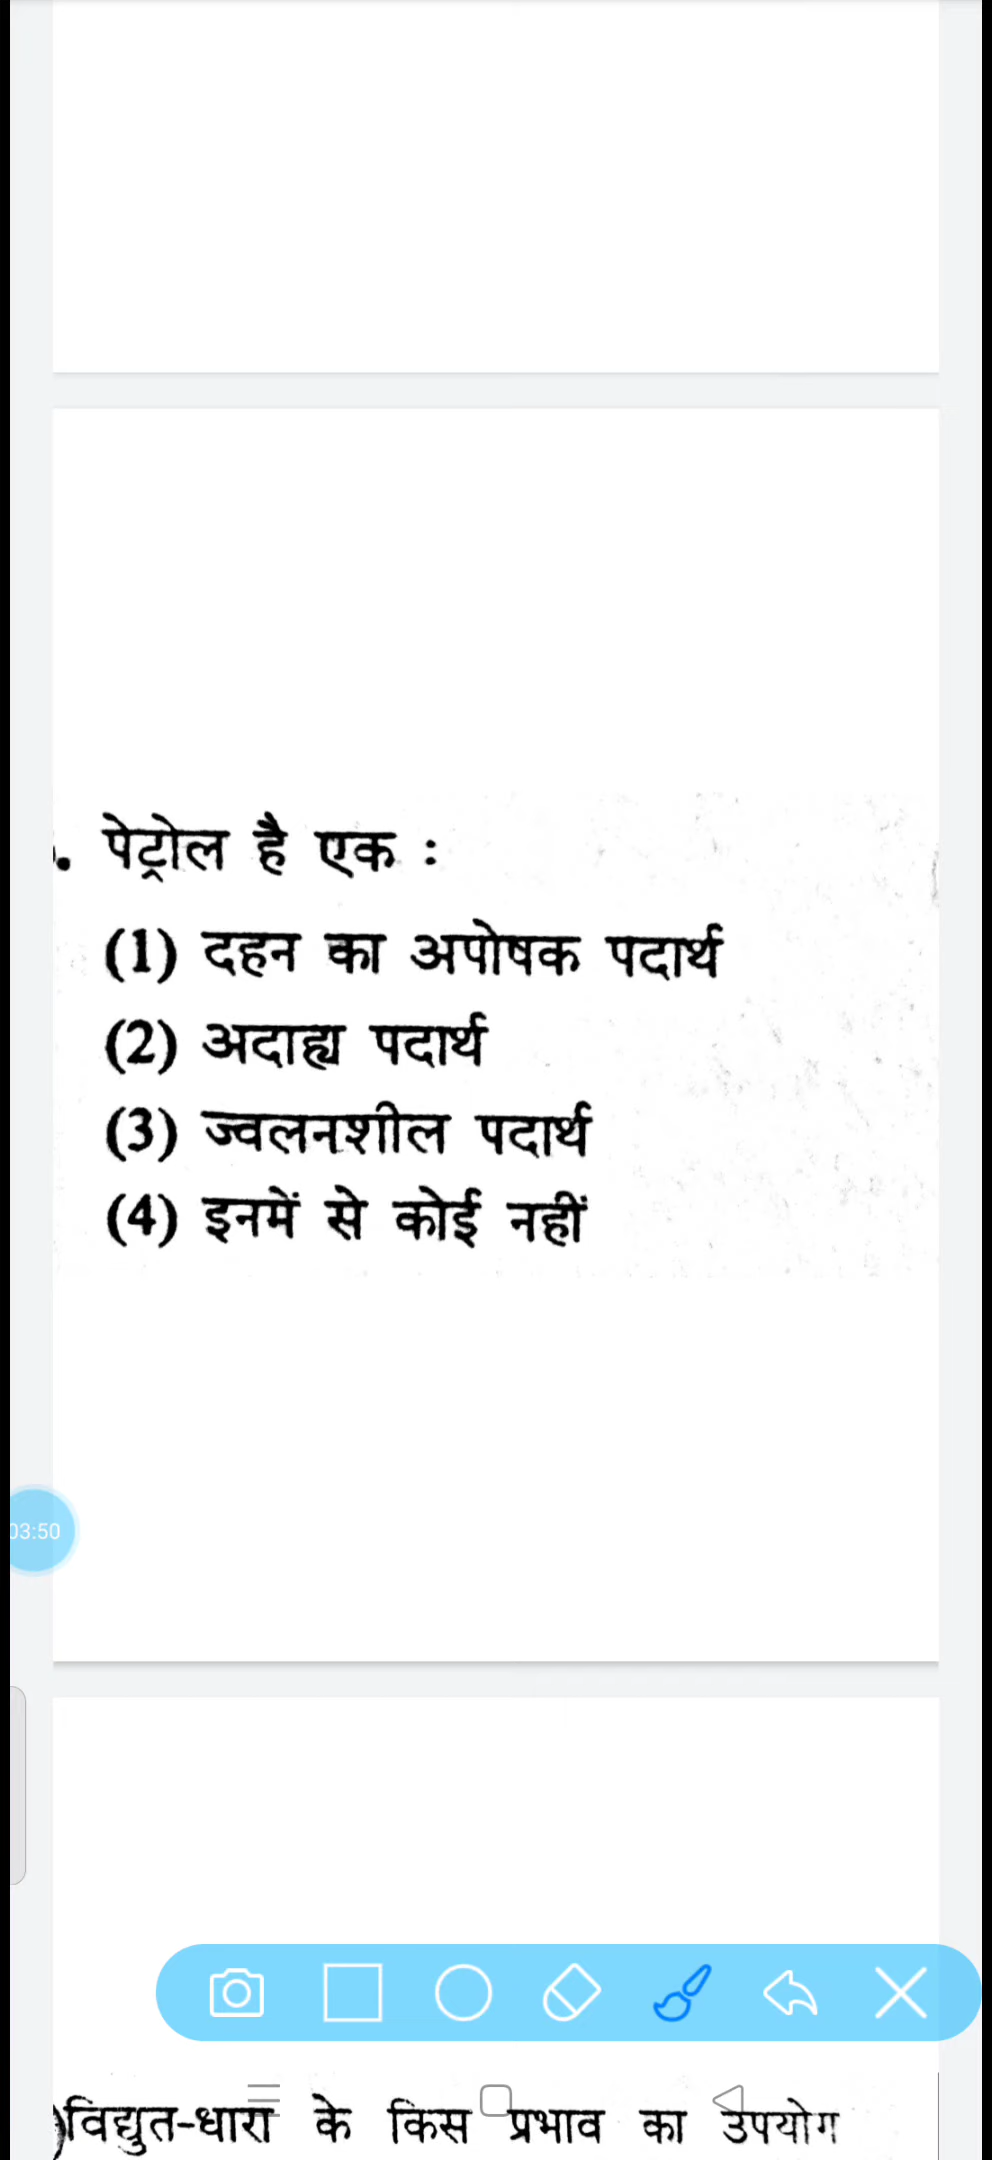 . पेट्रोल है एक :
(1) दहन का अपोषक पदार्थ
(2) अदाह्य पदार्थ
(3) ज्वलनशील पदार्थ
(4) इनमें से कोई नहीं
03:50
)विद्युत-धारा के किस प्रभाव का उपयोग